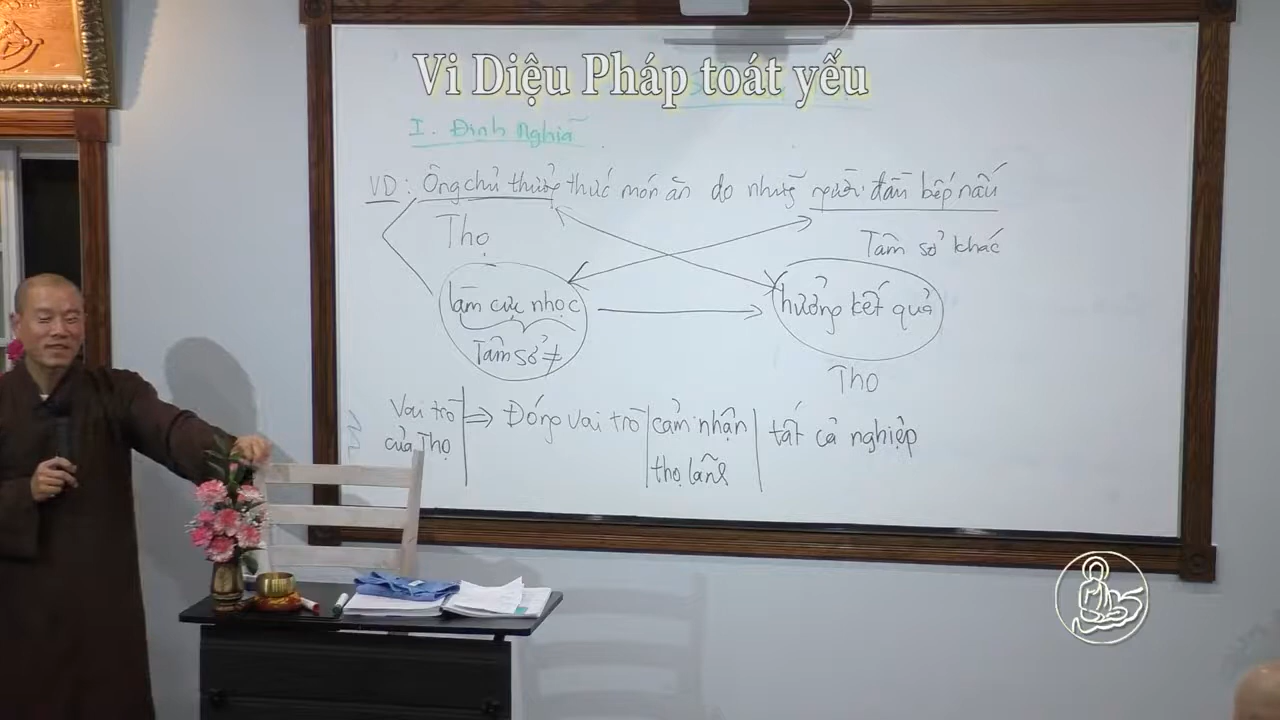 Vi Diệu Pháp toát yếu
I. Định Nghĩa
VD: Ông chủ thưởng thức món ăn do những người đầu bếp nấu
Thọ
Tâm sở khác
làm cực nhọc
hưởng kết quả
Tâm sở ≠
Thọ
Vai trò của Thọ
⇒ Đóng vai trò
cảm nhận
thọ lãnh
tất cả nghiệp